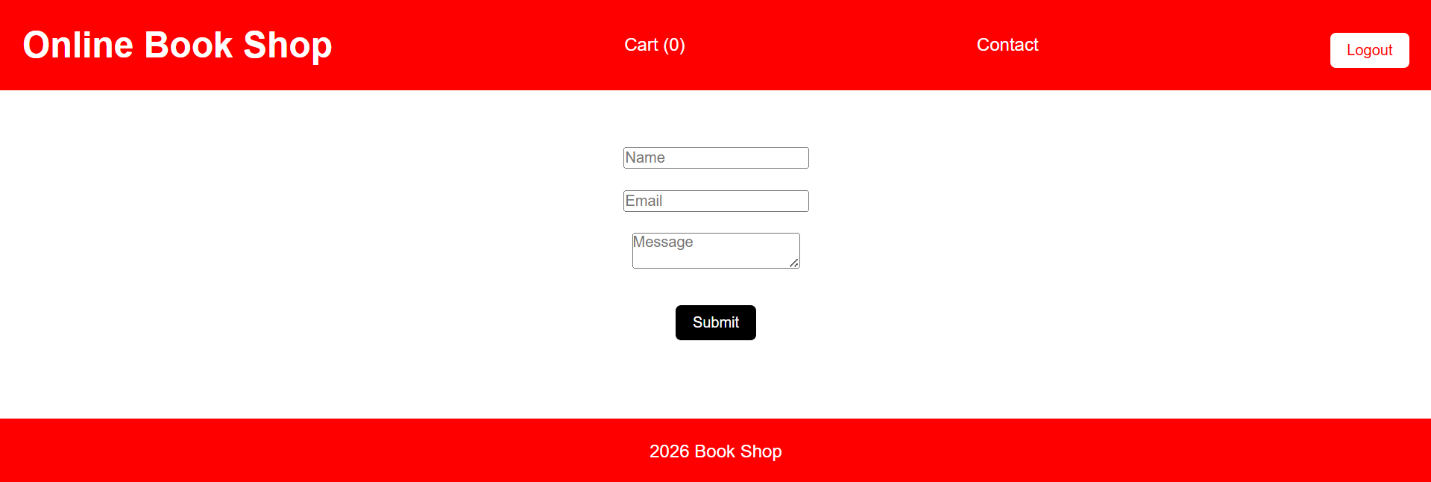 Online Book Shop Cart (0) Contact Logout
Name
Email
Message
Submit
2026 Book Shop